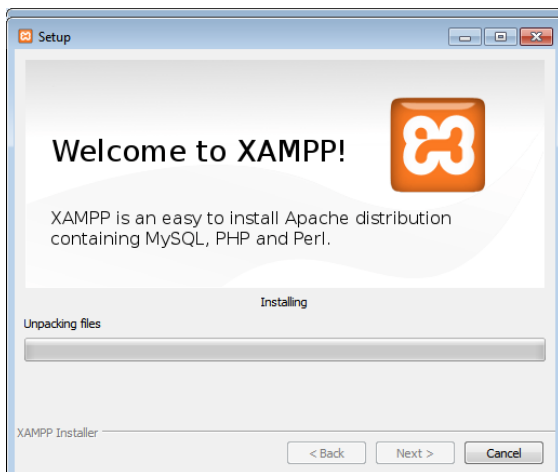 Setup
Welcome to XAMPP!
XAMPP is an easy to install Apache distribution
containing MySQL, PHP and Perl.
Installing
Unpacking files
XAMPP Installer
< Back Next > Cancel